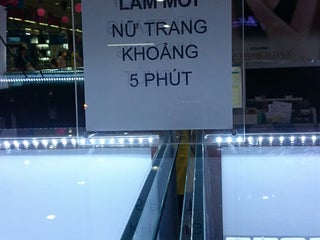 LÀM MỚI
NỮ TRANG
KHOẢNG
5 PHÚT